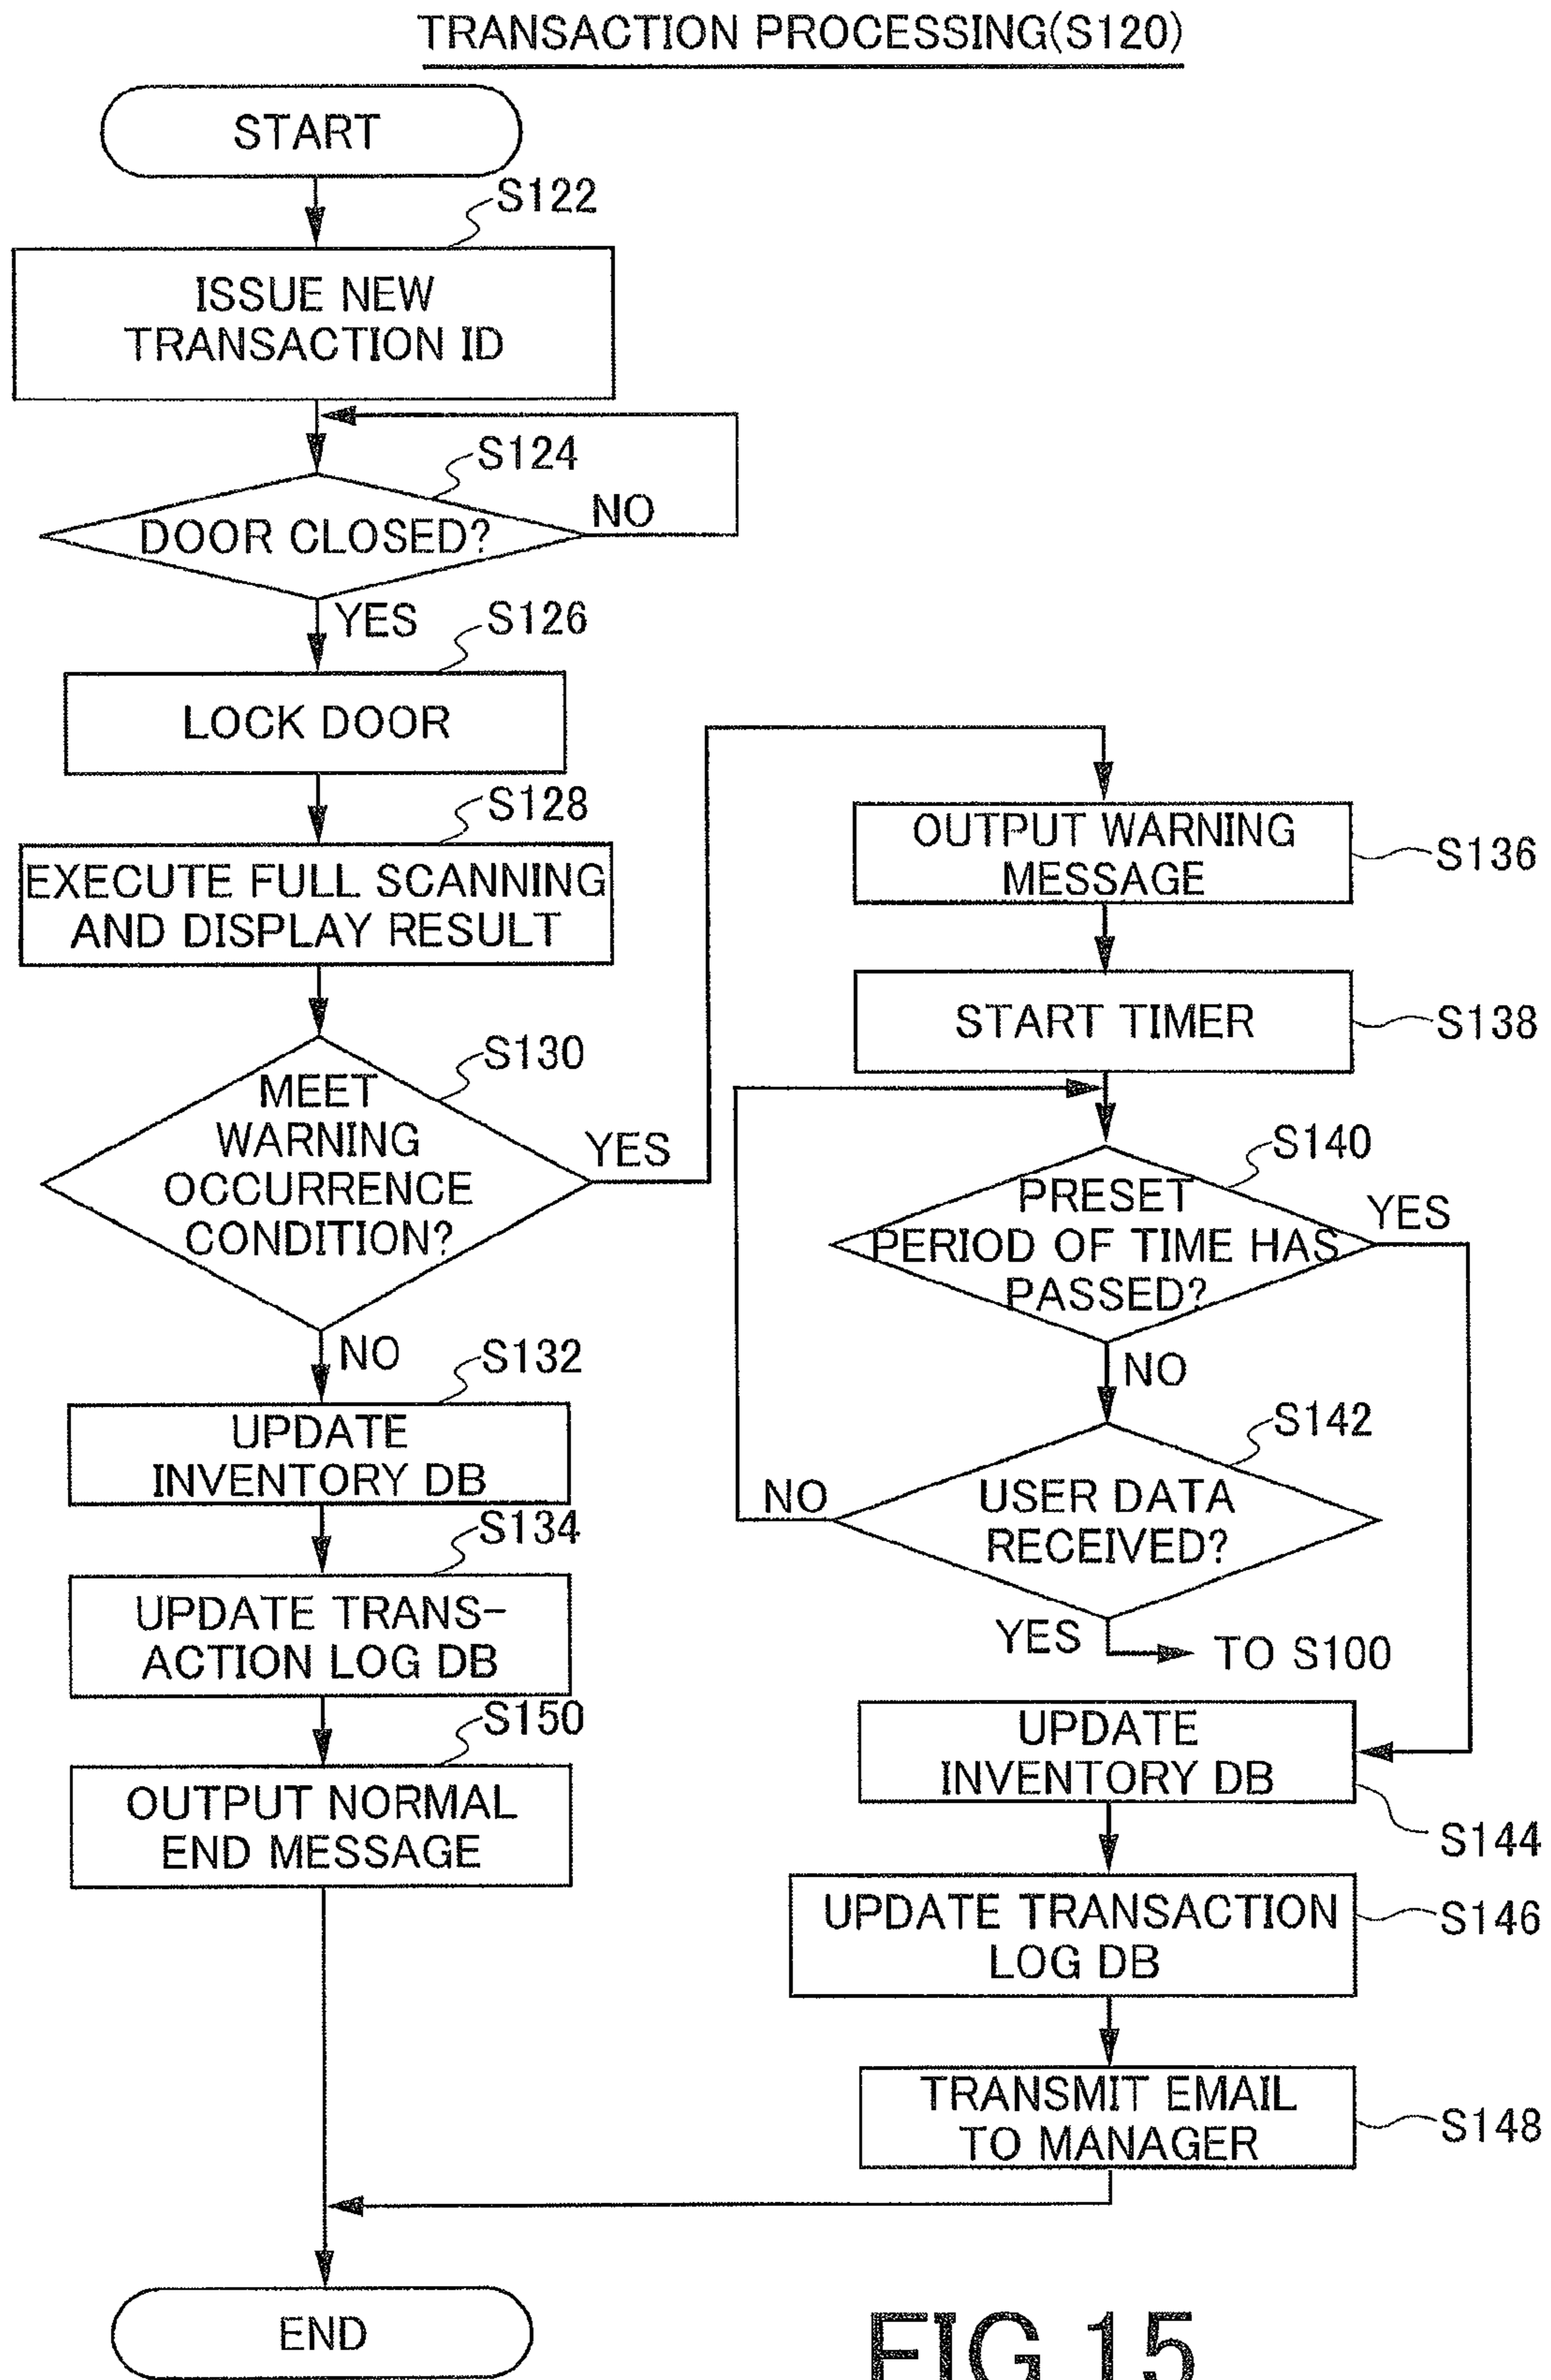 TRANSACTION PROCESSING(S120)
START
S122
ISSUE NEW
TRANSACTION ID
S124
DOOR CLOSED?
NO
YES
S126
LOCK DOOR
S128
EXECUTE FULL SCANNING
AND DISPLAY RESULT
S130
MEET
WARNING
OCCURRENCE
CONDITION?
YES
NO
S132
UPDATE
INVENTORY DB
S134
UPDATE TRANS-
ACTION LOG DB
S150
OUTPUT NORMAL
END MESSAGE
OUTPUT WARNING
MESSAGE
S136
START TIMER
S138
S140
PRESET
PERIOD OF TIME HAS
PASSED?
YES
NO
S142
USER DATA
RECEIVED?
NO
YES
TO S100
UPDATE
INVENTORY DB
S144
UPDATE TRANSACTION
LOG DB
S146
TRANSMIT EMAIL
TO MANAGER
S148
END
FIG.15